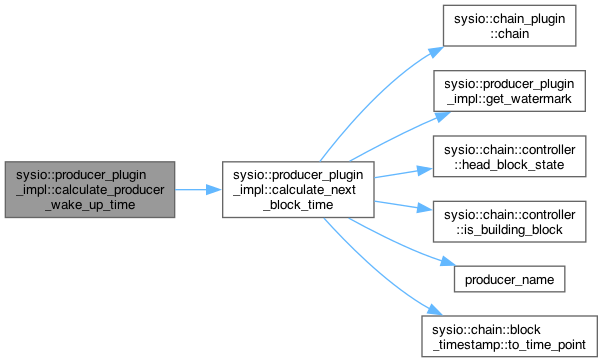 sysio::producer_plugin
_impl::calculate_producer
_wake_up_time
sysio::producer_plugin
_impl::calculate_next
_block_time
sysio::chain_plugin
::chain
sysio::producer_plugin
_impl::get_watermark
sysio::chain::controller
::head_block_state
sysio::chain::controller
::is_building_block
producer_name
sysio::chain::block
_timestamp::to_time_point